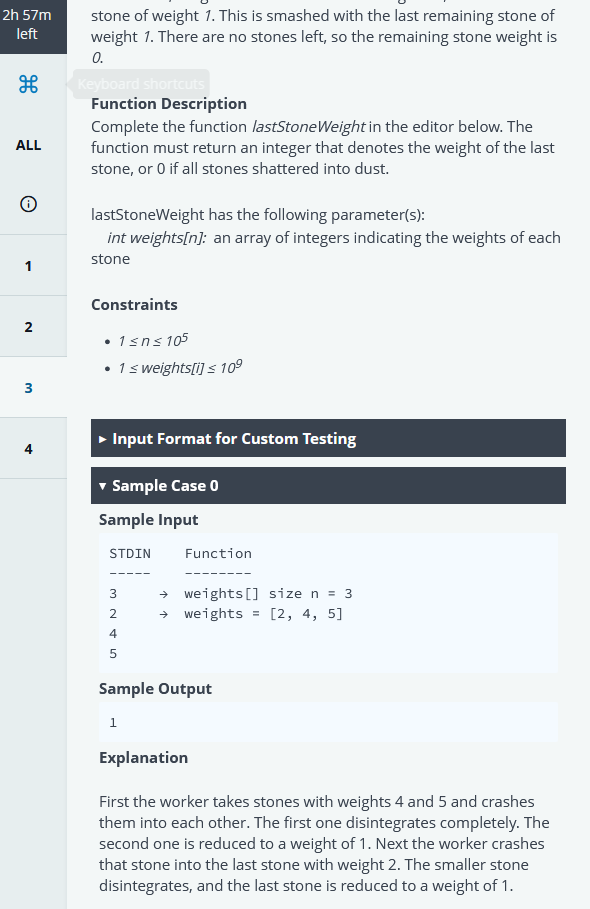 2h 57m
left
ALL
1
2
3
4
stone of weight 1. This is smashed with the last remaining stone of
weight 1. There are no stones left, so the remaining stone weight is
0.
Keyboard shortcuts
Function Description
Complete the function lastStoneWeight in the editor below. The
function must return an integer that denotes the weight of the last
stone, or 0 if all stones shattered into dust.
lastStoneWeight has the following parameter(s):
int weights[n]: an array of integers indicating the weights of each
stone
Constraints
• 1 ≤ n ≤ 10⁵
• 1 ≤ weights[i] ≤ 10⁹
▸ Input Format for Custom Testing
▾ Sample Case 0
Sample Input
STDIN    Function
-----    --------
3    →  weights[] size n = 3
2    →  weights = [2, 4, 5]
4
5
Sample Output
1
Explanation
First the worker takes stones with weights 4 and 5 and crashes
them into each other. The first one disintegrates completely. The
second one is reduced to a weight of 1. Next the worker crashes
that stone into the last stone with weight 2. The smaller stone
disintegrates, and the last stone is reduced to a weight of 1.